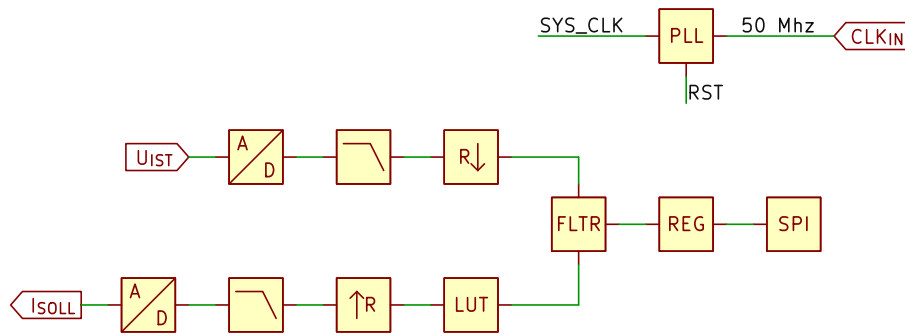 SYS_CLK PLL 50 Mhz CLKIN
RST
UIST A D R↓
FLTR REG SPI
ISOLL A D ↑R LUT